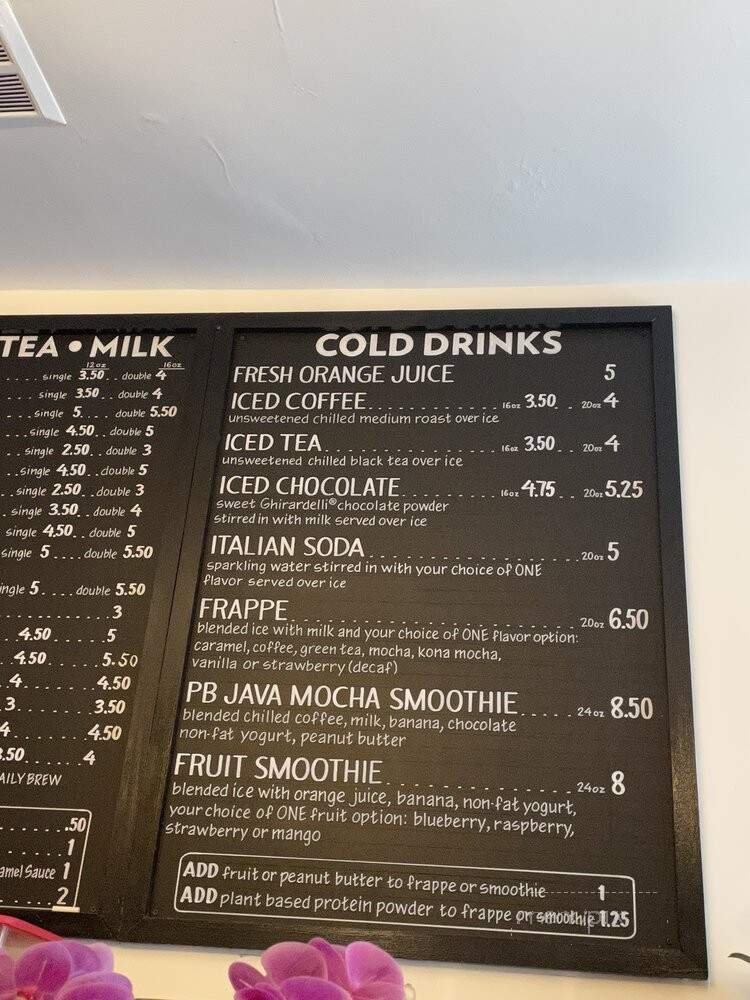 TEA • MILK
12oz 16oz
single 3.50 double 4
single 3.50 double 4
single 5 double 5.50
single 4.50 double 5
single 2.50 double 3
single 4.50 double 5
single 2.50 double 3
single 3.50 double 4
single 4.50 double 5
single 5 double 5.50
ingle 5 double 5.50
3
4.50 5
4.50 5.50
4 4.50
3 3.50
4 4.50
3.50 4
AILY BREW
.50
1
amel Sauce 1
2
COLD DRINKS
FRESH ORANGE JUICE 5
ICED COFFEE 16oz 3.50 20oz 4
unsweetened chilled medium roast over ice
ICED TEA 16oz 3.50 20oz 4
unsweetened chilled black tea over ice
ICED CHOCOLATE 16oz 4.75 20oz 5.25
sweet Ghirardelli® chocolate powder
stirred in with milk served over ice
ITALIAN SODA 20oz 5
sparkling water stirred in with your choice of ONE
flavor served over ice
FRAPPE 20oz 6.50
blended ice with milk and your choice of ONE flavor option:
caramel, coffee, green tea, mocha, kona mocha,
vanilla or strawberry (decaf)
PB JAVA MOCHA SMOOTHIE 24oz 8.50
blended chilled coffee, milk, banana, chocolate
non-fat yogurt, peanut butter
FRUIT SMOOTHIE 24oz 8
blended ice with orange juice, banana, non-fat yogurt,
your choice of ONE fruit option: blueberry, raspberry,
strawberry or mango
ADD fruit or peanut butter to frappe or smoothie 1
ADD plant based protein powder to frappe or smoothie 1.25